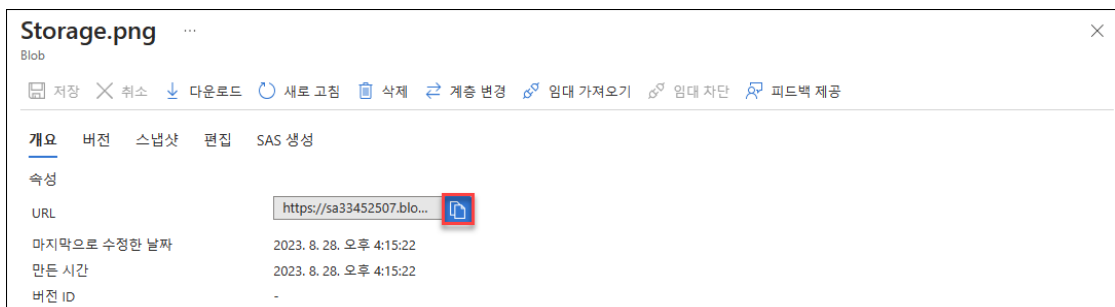 Storage.png ...
Blob
저장 취소 다운로드 새로 고침 삭제 계층 변경 임대 가져오기 임대 차단 피드백 제공
개요 버전 스냅샷 편집 SAS 생성
속성
URL https://sa33452507.blo...
마지막으로 수정한 날짜 2023. 8. 28. 오후 4:15:22
만든 시간 2023. 8. 28. 오후 4:15:22
버전 ID -